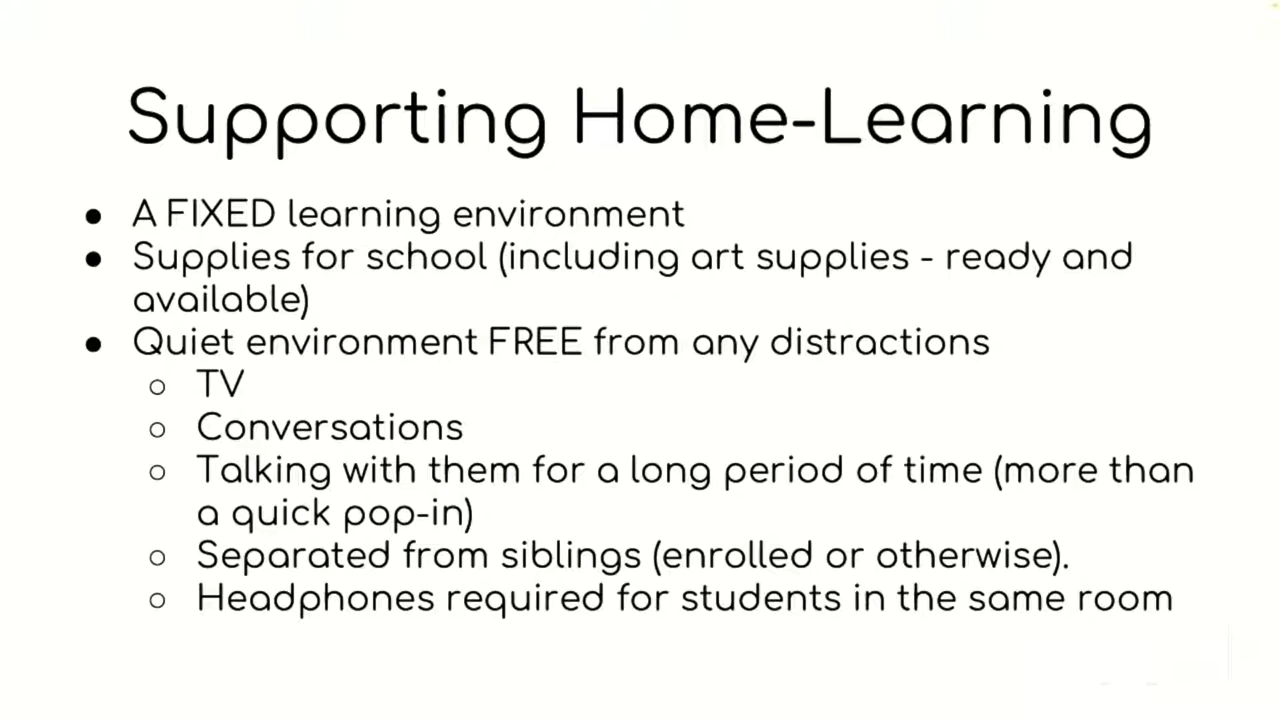 Supporting Home-Learning
● A FIXED learning environment
● Supplies for school (including art supplies - ready and
available)
● Quiet environment FREE from any distractions
○ TV
○ Conversations
○ Talking with them for a long period of time (more than
a quick pop-in)
○ Separated from siblings (enrolled or otherwise).
○ Headphones required for students in the same room